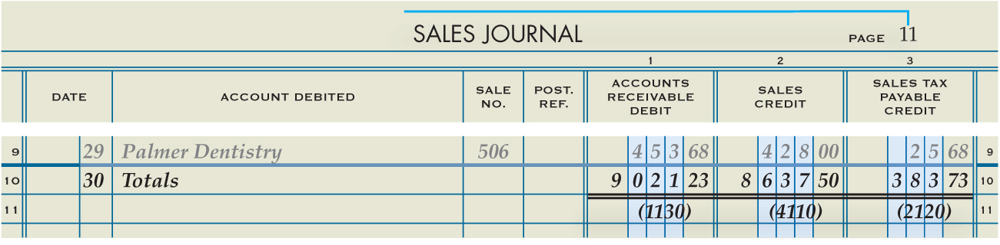 SALES JOURNAL PAGE 11
1 2 3
DATE ACCOUNT DEBITED SALE NO. POST. REF. ACCOUNTS RECEIVABLE DEBIT SALES CREDIT SALES TAX PAYABLE CREDIT
9 29 Palmer Dentistry 506 4 5 3 68 4 2 8 00 2 5 68 9
10 30 Totals 9 0 2 1 23 8 6 3 7 50 3 8 3 73 10
11 (1130) (4110) (2120) 11